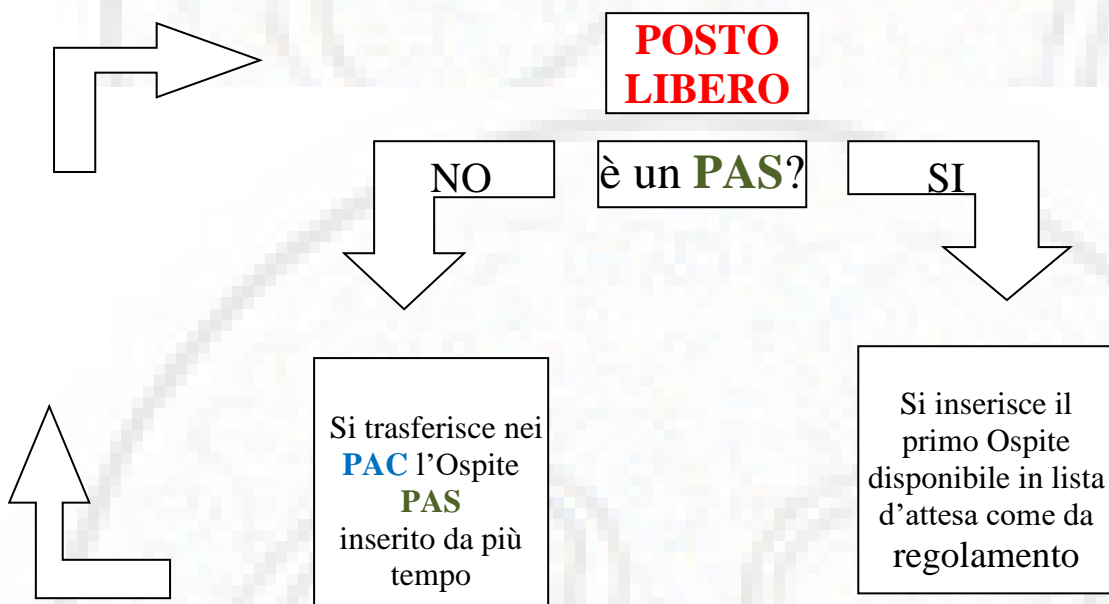 POSTO
LIBERO
NO
è un PAS?
SI
Si trasferisce nei
PAC l’Ospite
PAS
inserito da più
tempo
Si inserisce il
primo Ospite
disponibile in lista
d’attesa come da
regolamento